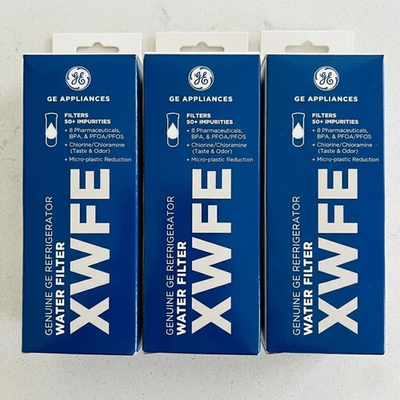 GE APPLIANCES
FILTERS
50+ IMPURITIES
+ 8 Pharmaceuticals,
BPA, & PFOA/PFOS
+ Chlorine/Chloramine
(Taste & Odor)
+ Micro-plastic Reduction
GENUINE GE REFRIGERATOR
WATER FILTER
XWFE
GE APPLIANCES
FILTERS
50+ IMPURITIES
+ 8 Pharmaceuticals,
BPA, & PFOA/PFOS
+ Chlorine/Chloramine
(Taste & Odor)
+ Micro-plastic Reduction
GENUINE GE REFRIGERATOR
WATER FILTER
XWFE
GE APPLIANCES
FILTERS
50+ IMPURITIES
+ 8 Pharmaceuticals,
BPA, & PFOA/PFOS
+ Chlorine/Chloramine
(Taste & Odor)
+ Micro-plastic Reduction
GENUINE GE REFRIGERATOR
WATER FILTER
XWFE